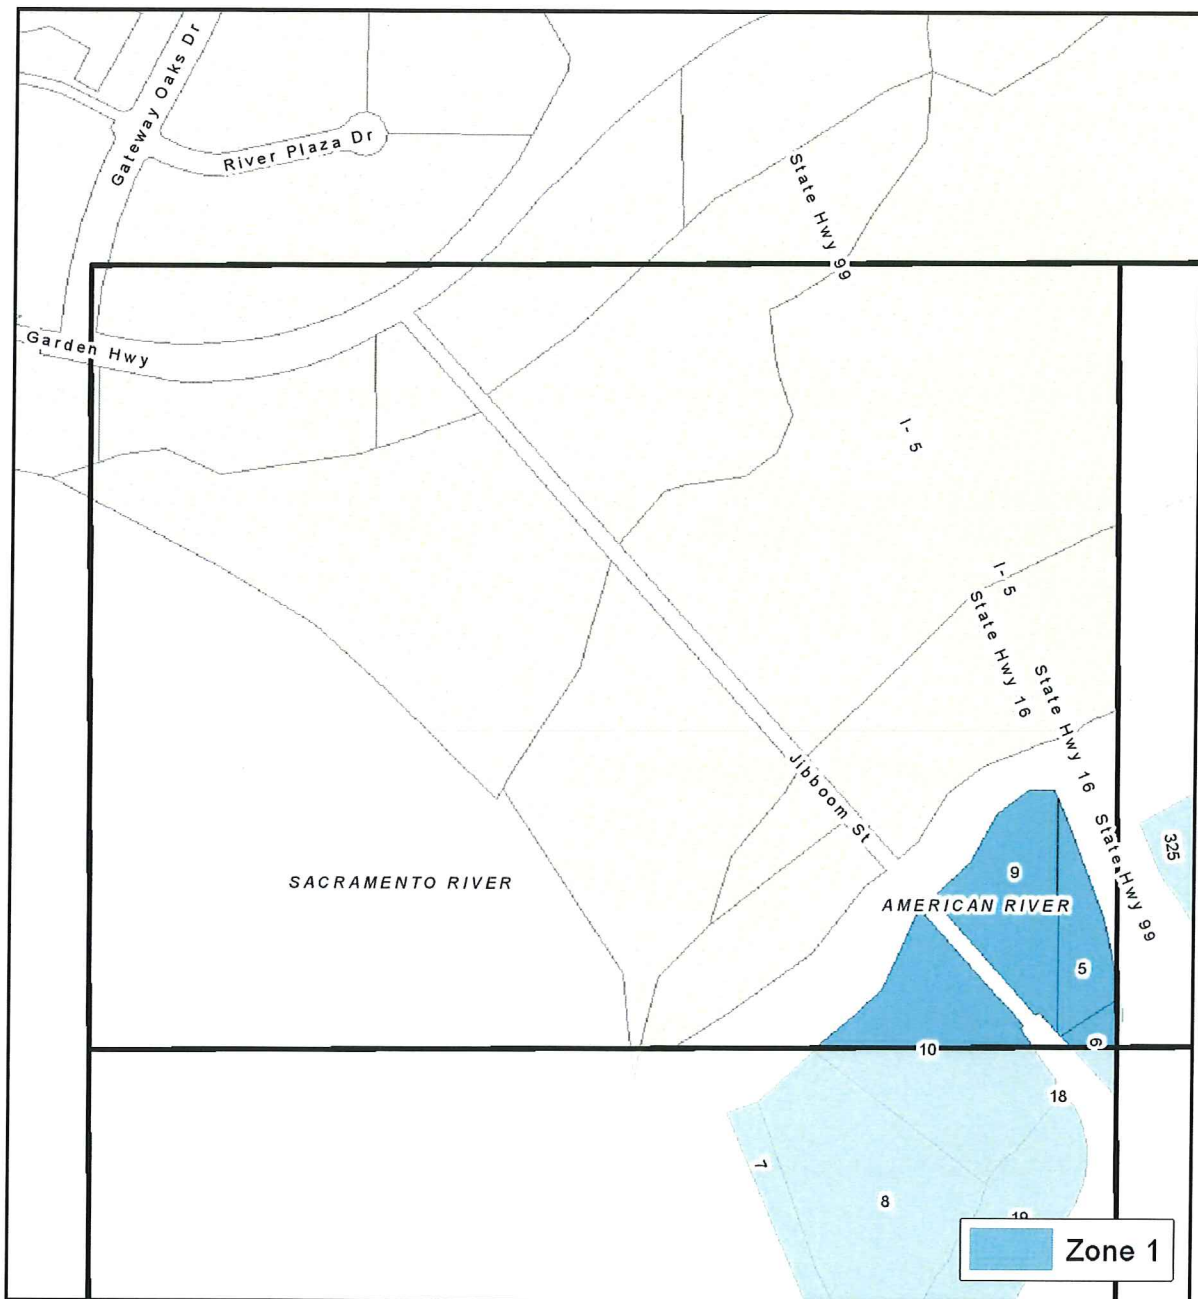 Gateway Oaks Dr
River Plaza Dr
State Hwy 99
Garden Hwy
I- 5
I- 5
State Hwy 16
State Hwy 16
State Hwy 99
Jibboom St
325
9
SACRAMENTO RIVER
AMERICAN RIVER
5
6
10
18
7
8
19
Zone 1